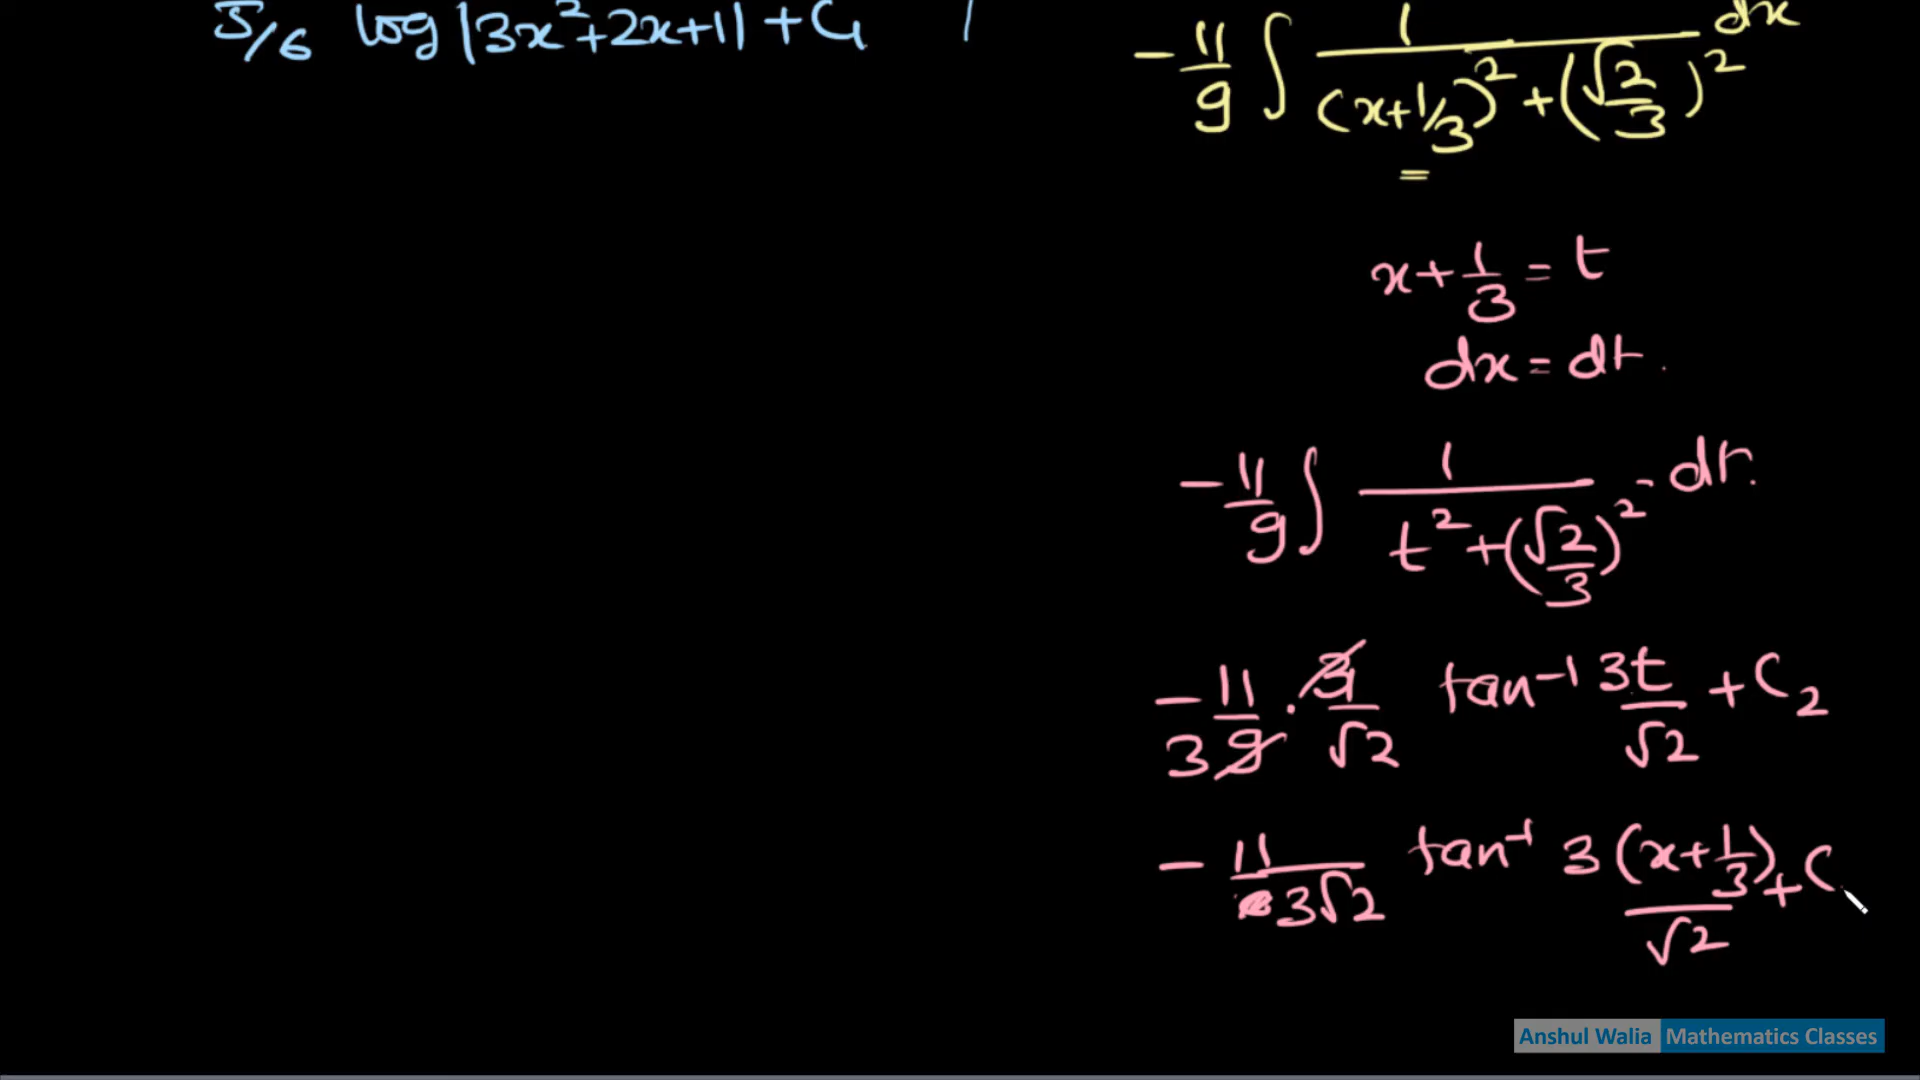 5/6 log |3x²+2x+1| + C₁
-11/9 ∫ 1/((x+1/3)²+(√2/3)²) dx
=
x+1/3 = t
dx = dt.
-11/9 ∫ 1/(t²+(√2/3)²) - dt.
-11/3 9 . 3/√2 tan⁻¹ 3t/√2 + C₂
-11/3√2 tan⁻¹ 3(x+1/3)/√2 + C
Anshul Walia Mathematics Classes